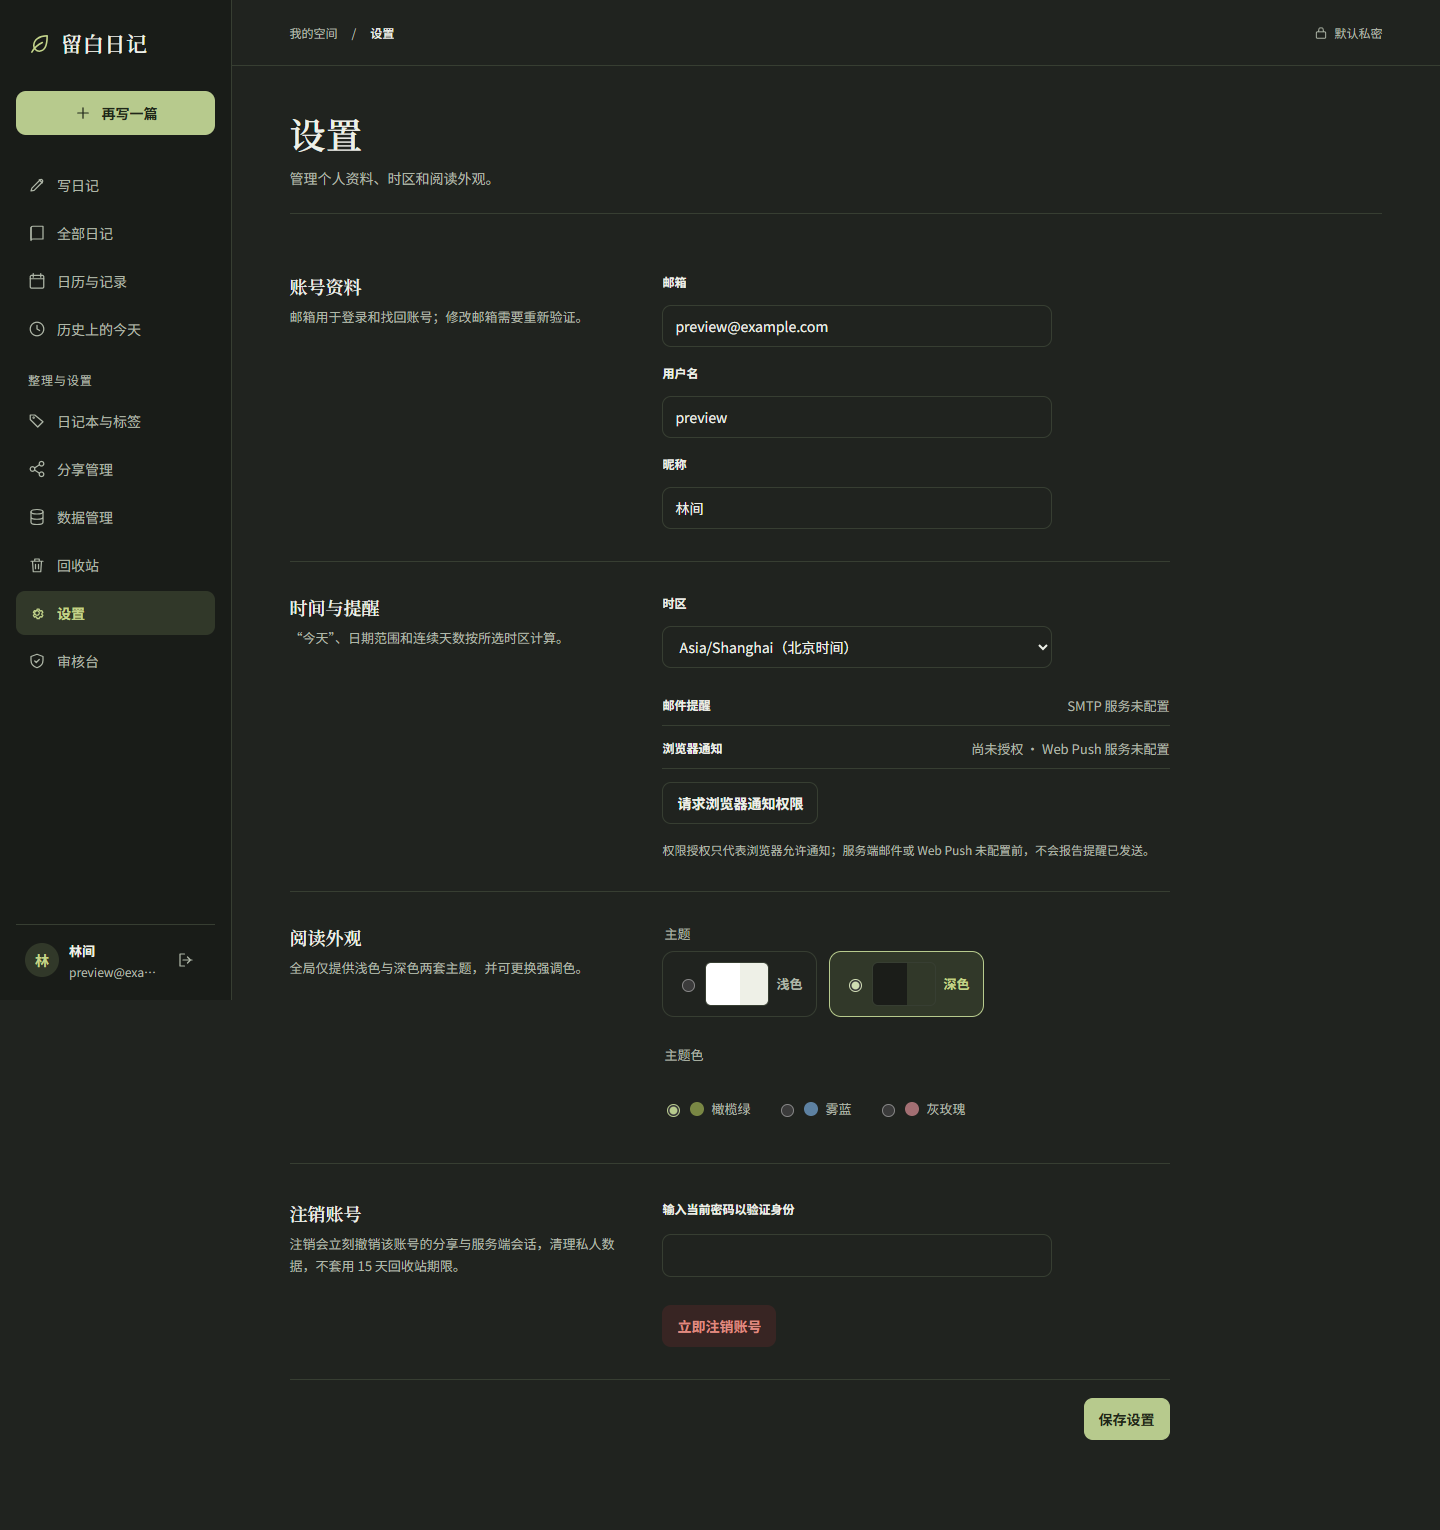 留白日记
再写一篇
写日记
全部日记
日历与记录
历史上的今天
整理与设置
日记本与标签
分享管理
数据管理
回收站
设置
审核台
林
林间
preview@exa···
我的空间 / 设置
默认私密
设置
管理个人资料、时区和阅读外观。
账号资料
邮箱用于登录和找回账号；修改邮箱需要重新验证。
邮箱
preview@example.com
用户名
preview
昵称
林间
时间与提醒
“今天”、日期范围和连续天数按所选时区计算。
时区
Asia/Shanghai（北京时间）
邮件提醒 SMTP 服务未配置
浏览器通知 尚未授权 · Web Push 服务未配置
请求浏览器通知权限
权限授权只代表浏览器允许通知；服务端邮件或 Web Push 未配置前，不会报告提醒已发送。
阅读外观
全局仅提供浅色与深色两套主题，并可更换强调色。
主题
浅色 深色
主题色
橄榄绿 雾蓝 灰玫瑰
注销账号
注销会立刻撤销该账号的分享与服务端会话，清理私人数
据，不套用 15 天回收站期限。
输入当前密码以验证身份
立即注销账号
保存设置